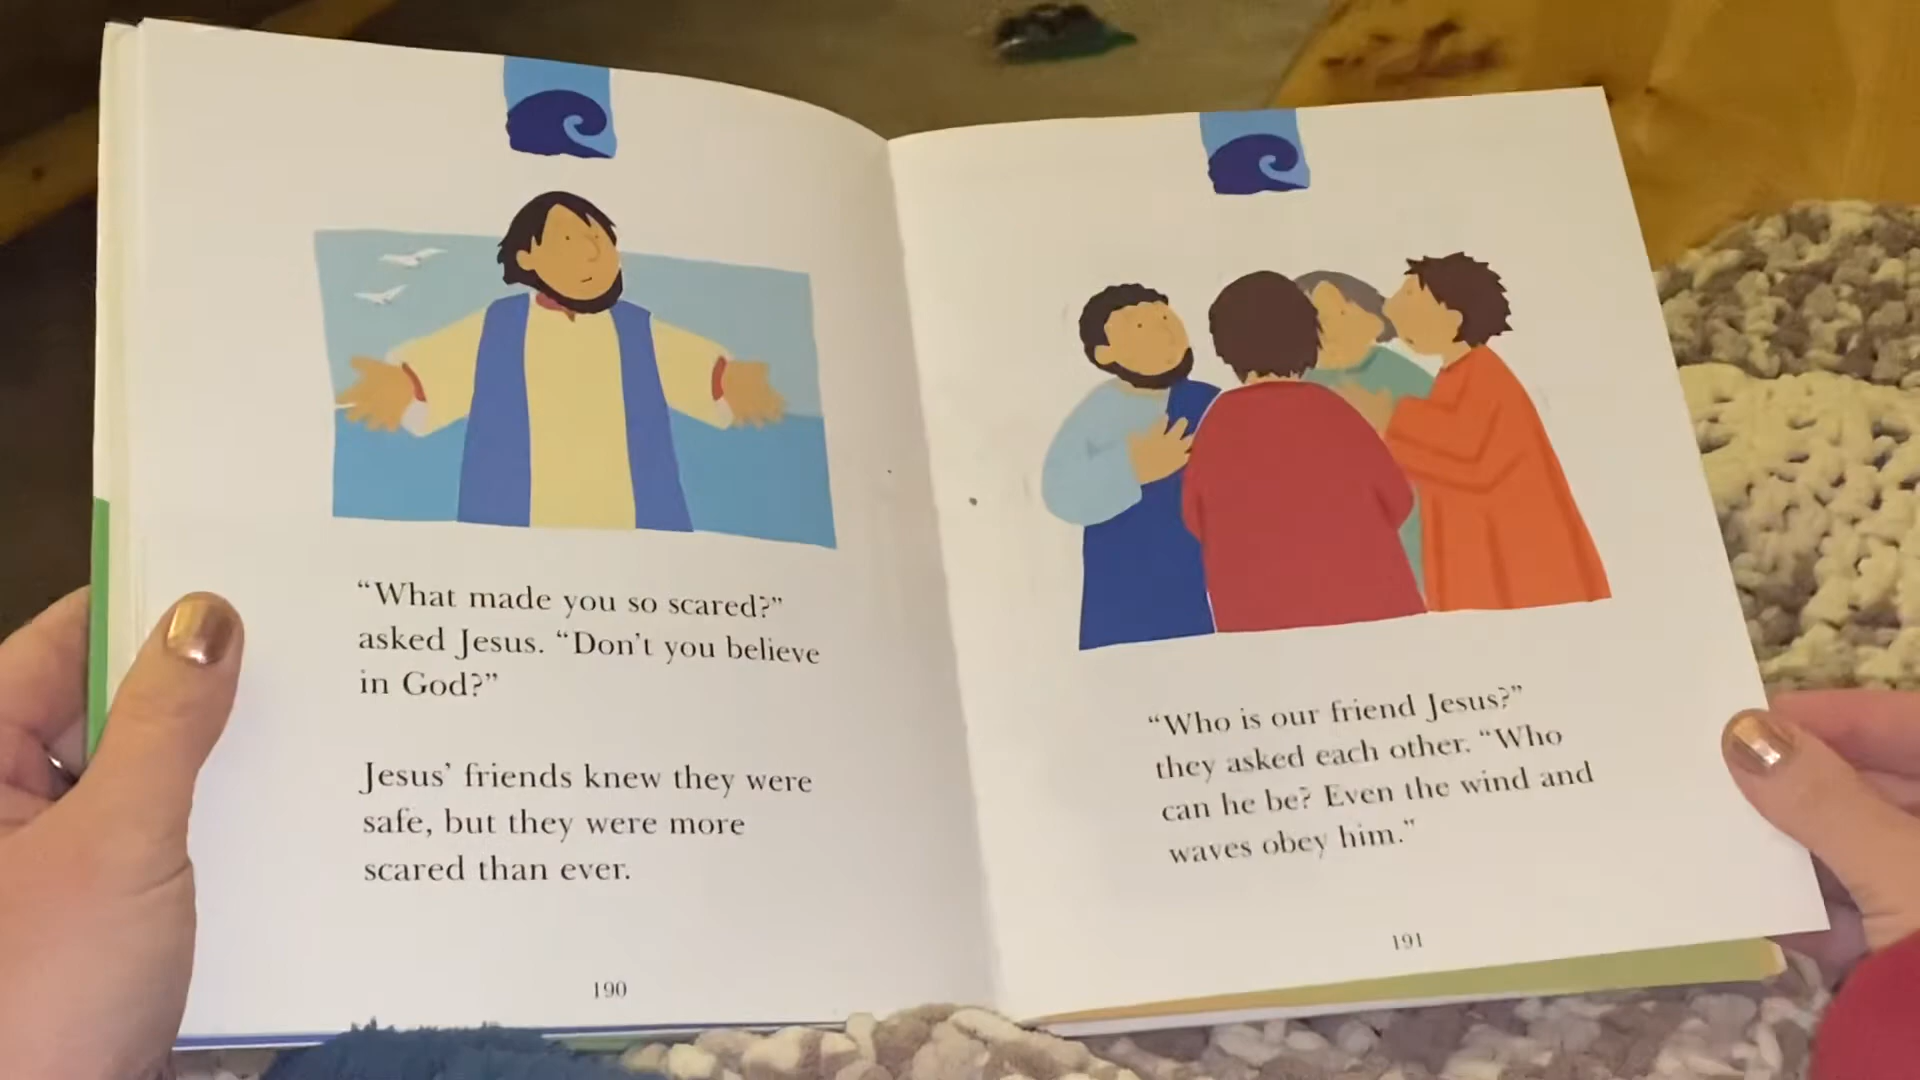 “What made you so scared?”
asked Jesus. “Don’t you believe
in God?”
Jesus’ friends knew they were
safe, but they were more
scared than ever.
190
“Who is our friend Jesus?”
they asked each other. “Who
can he be? Even the wind and
waves obey him.”
191